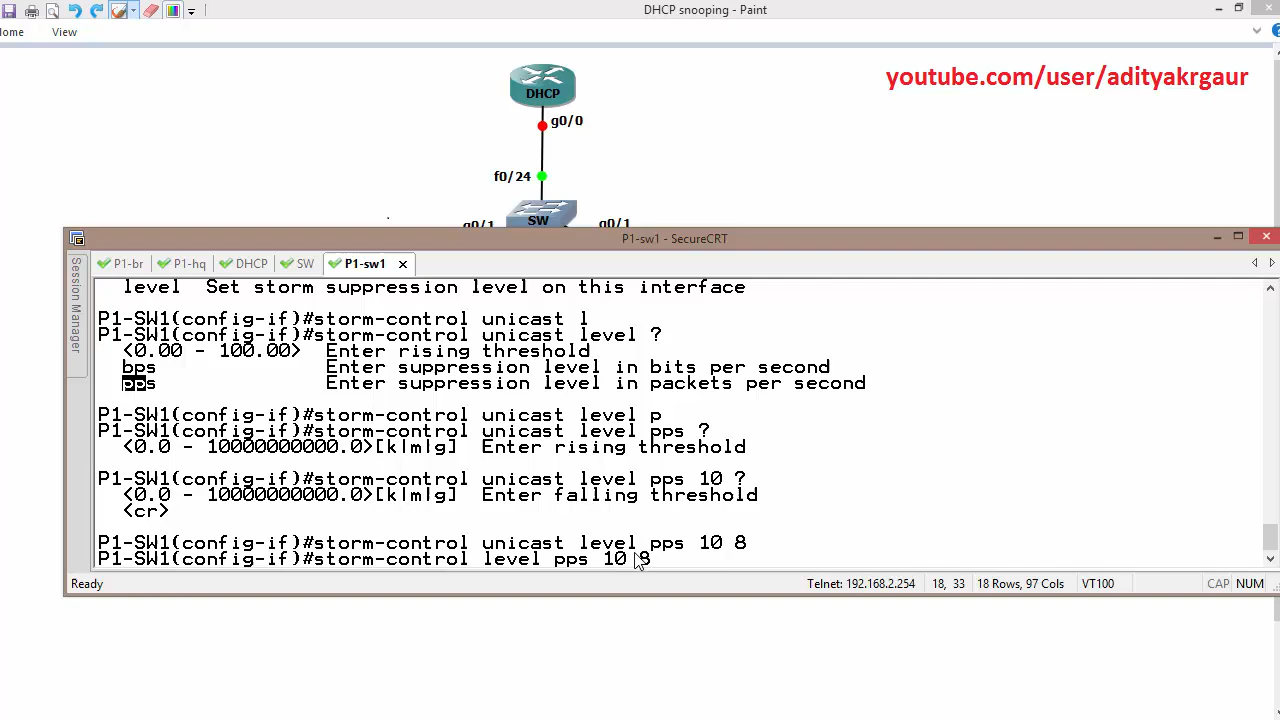 DHCP snooping - Paint
ome
View
youtube.com/user/adityakrgaur
DHCP
g0/0
f0/24
SW
g0/1
g0/1
P1-sw1 - SecureCRT
Session Manager
P1-br
P1-hq
DHCP
SW
P1-sw1
level  Set storm suppression level on this interface
P1-SW1(config-if)#storm-control unicast l
P1-SW1(config-if)#storm-control unicast level ?
<0.00 - 100.00>  Enter rising threshold
bps              Enter suppression level in bits per second
pps              Enter suppression level in packets per second
P1-SW1(config-if)#storm-control unicast level p
P1-SW1(config-if)#storm-control unicast level pps ?
<0.0 - 10000000000.0>[k|m|g]  Enter rising threshold
P1-SW1(config-if)#storm-control unicast level pps 10 ?
<0.0 - 10000000000.0>[k|m|g]  Enter falling threshold
<cr>
P1-SW1(config-if)#storm-control unicast level pps 10 8
P1-SW1(config-if)#storm-control level pps 10 8
Ready
Telnet: 192.168.2.254
18, 33
18 Rows, 97 Cols
VT100
CAP
NUM